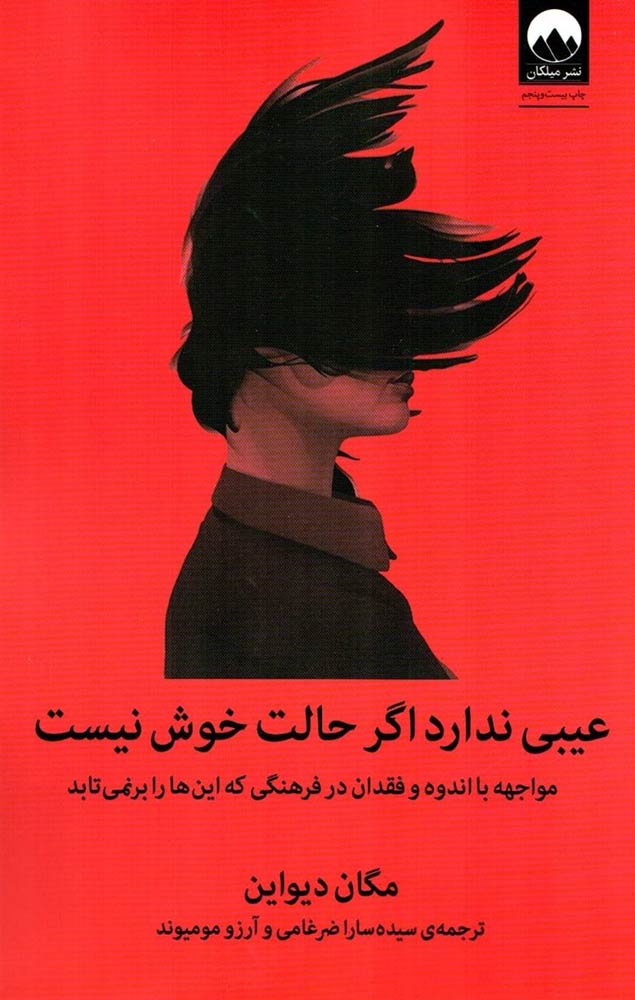 نشر میلکان
چاپ بیست‌وپنجم
عیبی ندارد اگر حالت خوش نیست
مواجهه با اندوه و فقدان در فرهنگی که این‌ها را برنمی‌تابد
مگان دیواین
ترجمه‌ی سیده‌سارا ضرغامی و آرزو مومیوند